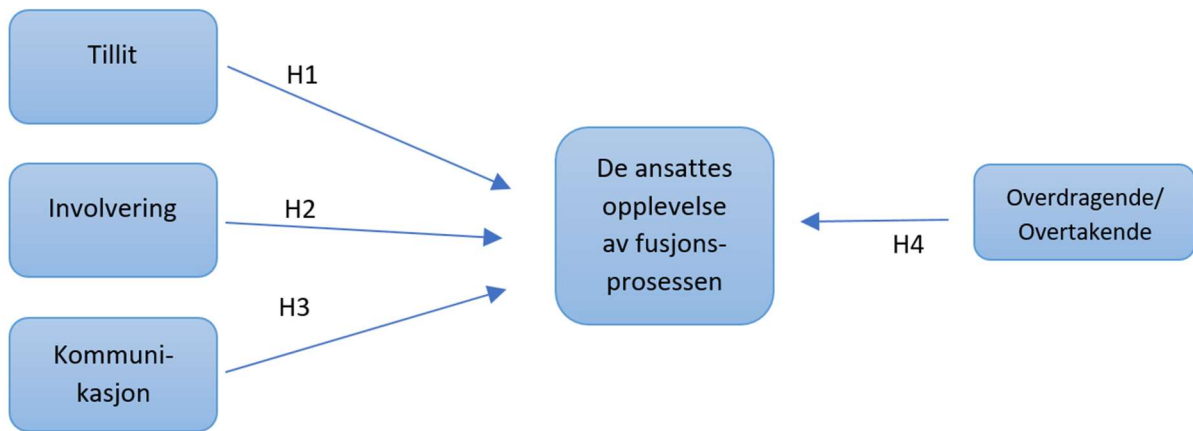 Tillit
H1
Involvering
H2
Kommuni-
kasjon
H3
De ansattes
opplevelse
av fusjons-
prosessen
H4
Overdragende/
Overtakende